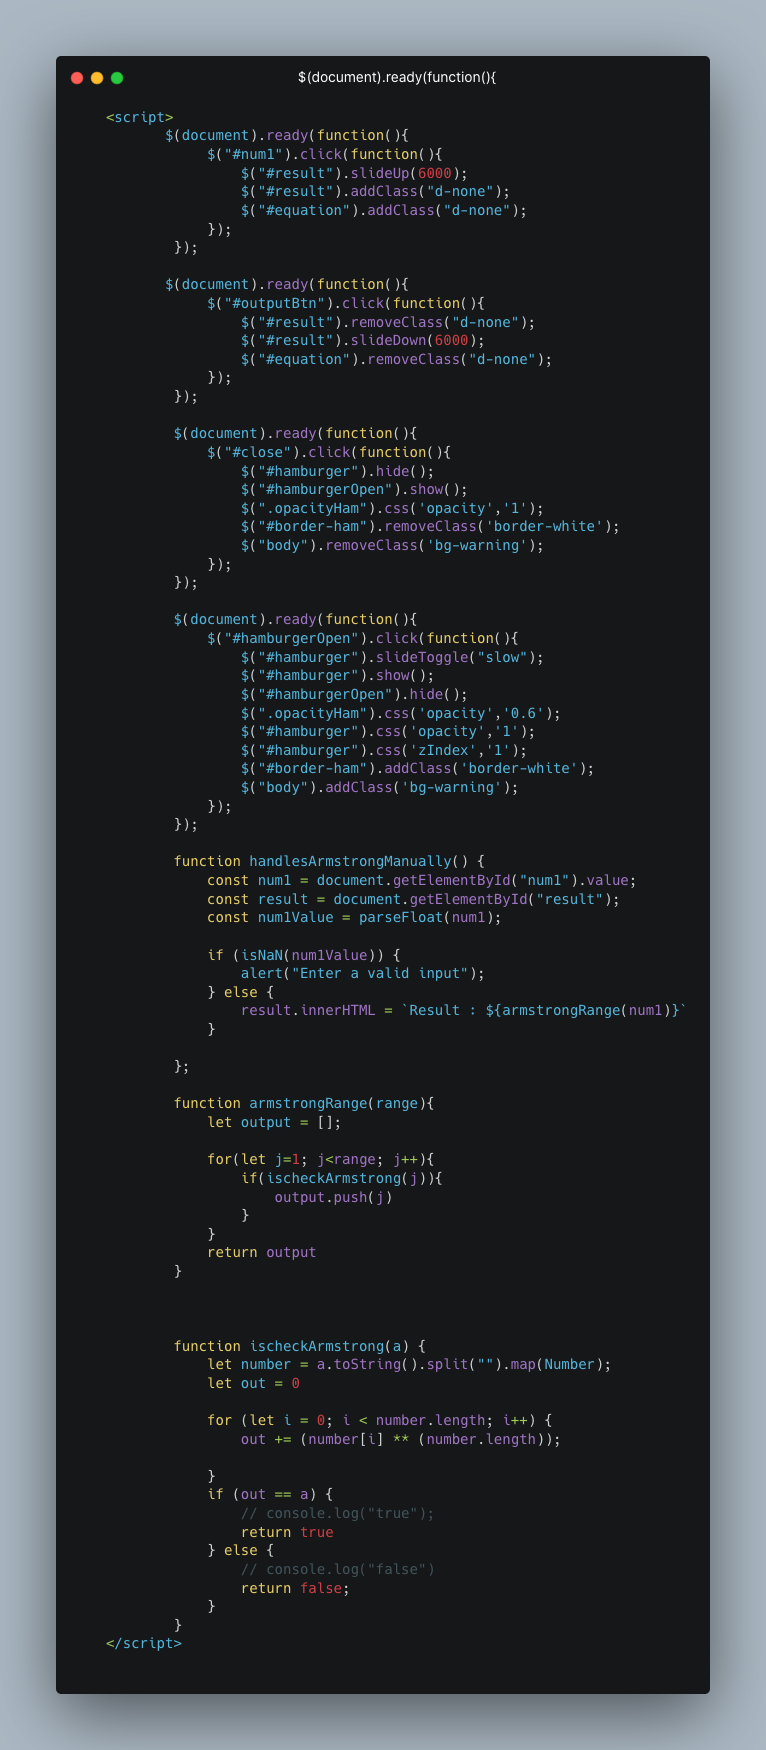 $(document).ready(function(){
<script>
$(document).ready(function(){
$("#num1").click(function(){
$("#result").slideUp(6000);
$("#result").addClass("d-none");
$("#equation").addClass("d-none");
});
});
$(document).ready(function(){
$("#outputBtn").click(function(){
$("#result").removeClass("d-none");
$("#result").slideDown(6000);
$("#equation").removeClass("d-none");
});
});
$(document).ready(function(){
$("#close").click(function(){
$("#hamburger").hide();
$("#hamburgerOpen").show();
$(".opacityHam").css('opacity','1');
$("#border-ham").removeClass('border-white');
$("body").removeClass('bg-warning');
});
});
$(document).ready(function(){
$("#hamburgerOpen").click(function(){
$("#hamburger").slideToggle("slow");
$("#hamburger").show();
$("#hamburgerOpen").hide();
$(".opacityHam").css('opacity','0.6');
$("#hamburger").css('opacity','1');
$("#hamburger").css('zIndex','1');
$("#border-ham").addClass('border-white');
$("body").addClass('bg-warning');
});
});
function handlesArmstrongManually() {
const num1 = document.getElementById("num1").value;
const result = document.getElementById("result");
const num1Value = parseFloat(num1);
if (isNaN(num1Value)) {
alert("Enter a valid input");
} else {
result.innerHTML = `Result : ${armstrongRange(num1)}`
}
};
function armstrongRange(range){
let output = [];
for(let j=1; j<range; j++){
if(ischeckArmstrong(j)){
output.push(j)
}
}
return output
}
function ischeckArmstrong(a) {
let number = a.toString().split("").map(Number);
let out = 0
for (let i = 0; i < number.length; i++) {
out += (number[i] ** (number.length));
}
if (out == a) {
// console.log("true");
return true
} else {
// console.log("false")
return false;
}
}
</script>